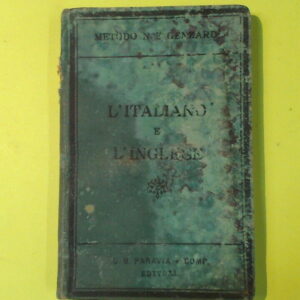 METODO N°E GENNARD
L'ITALIANO
E
L'INGLESE
G. B. PARAVIA E COMP.
EDITORI